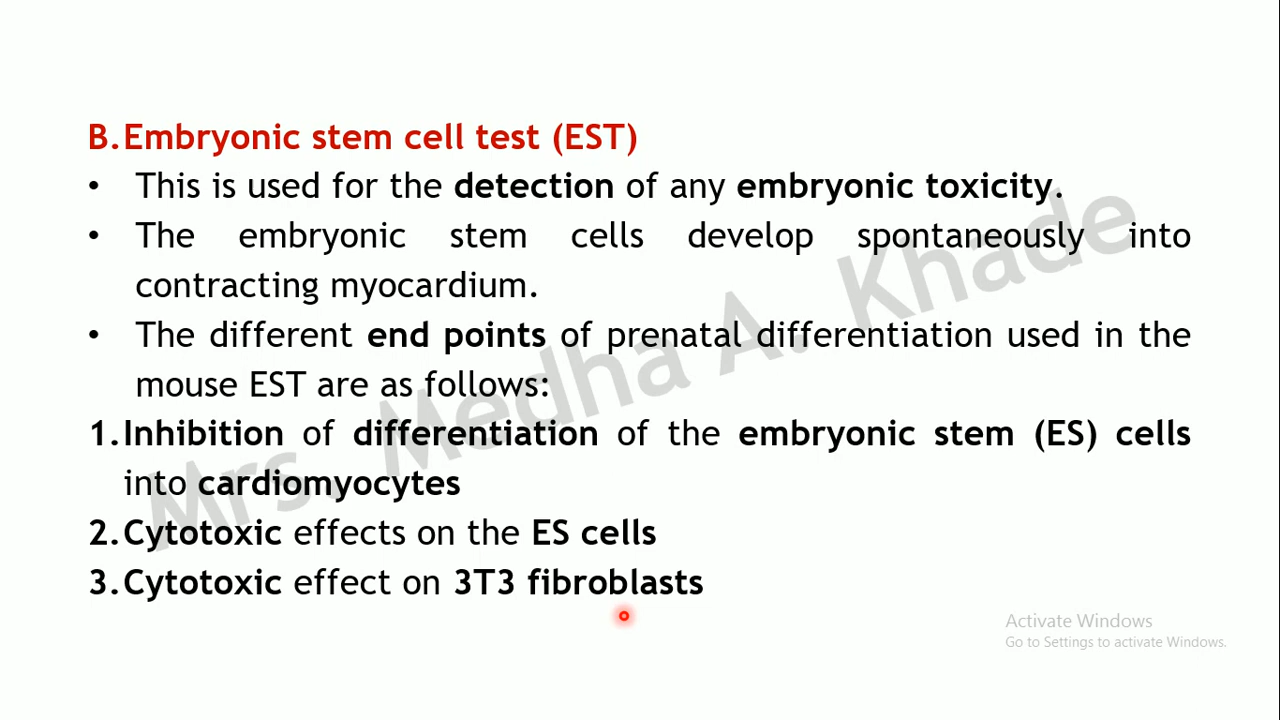 B. Embryonic stem cell test (EST)
• This is used for the detection of any embryonic toxicity.
• The embryonic stem cells develop spontaneously into
contracting myocardium.
• The different end points of prenatal differentiation used in the
mouse EST are as follows:
1. Inhibition of differentiation of the embryonic stem (ES) cells
into cardiomyocytes
2. Cytotoxic effects on the ES cells
3. Cytotoxic effect on 3T3 fibroblasts
Mrs. Medha A. Khade
Activate Windows
Go to Settings to activate Windows.